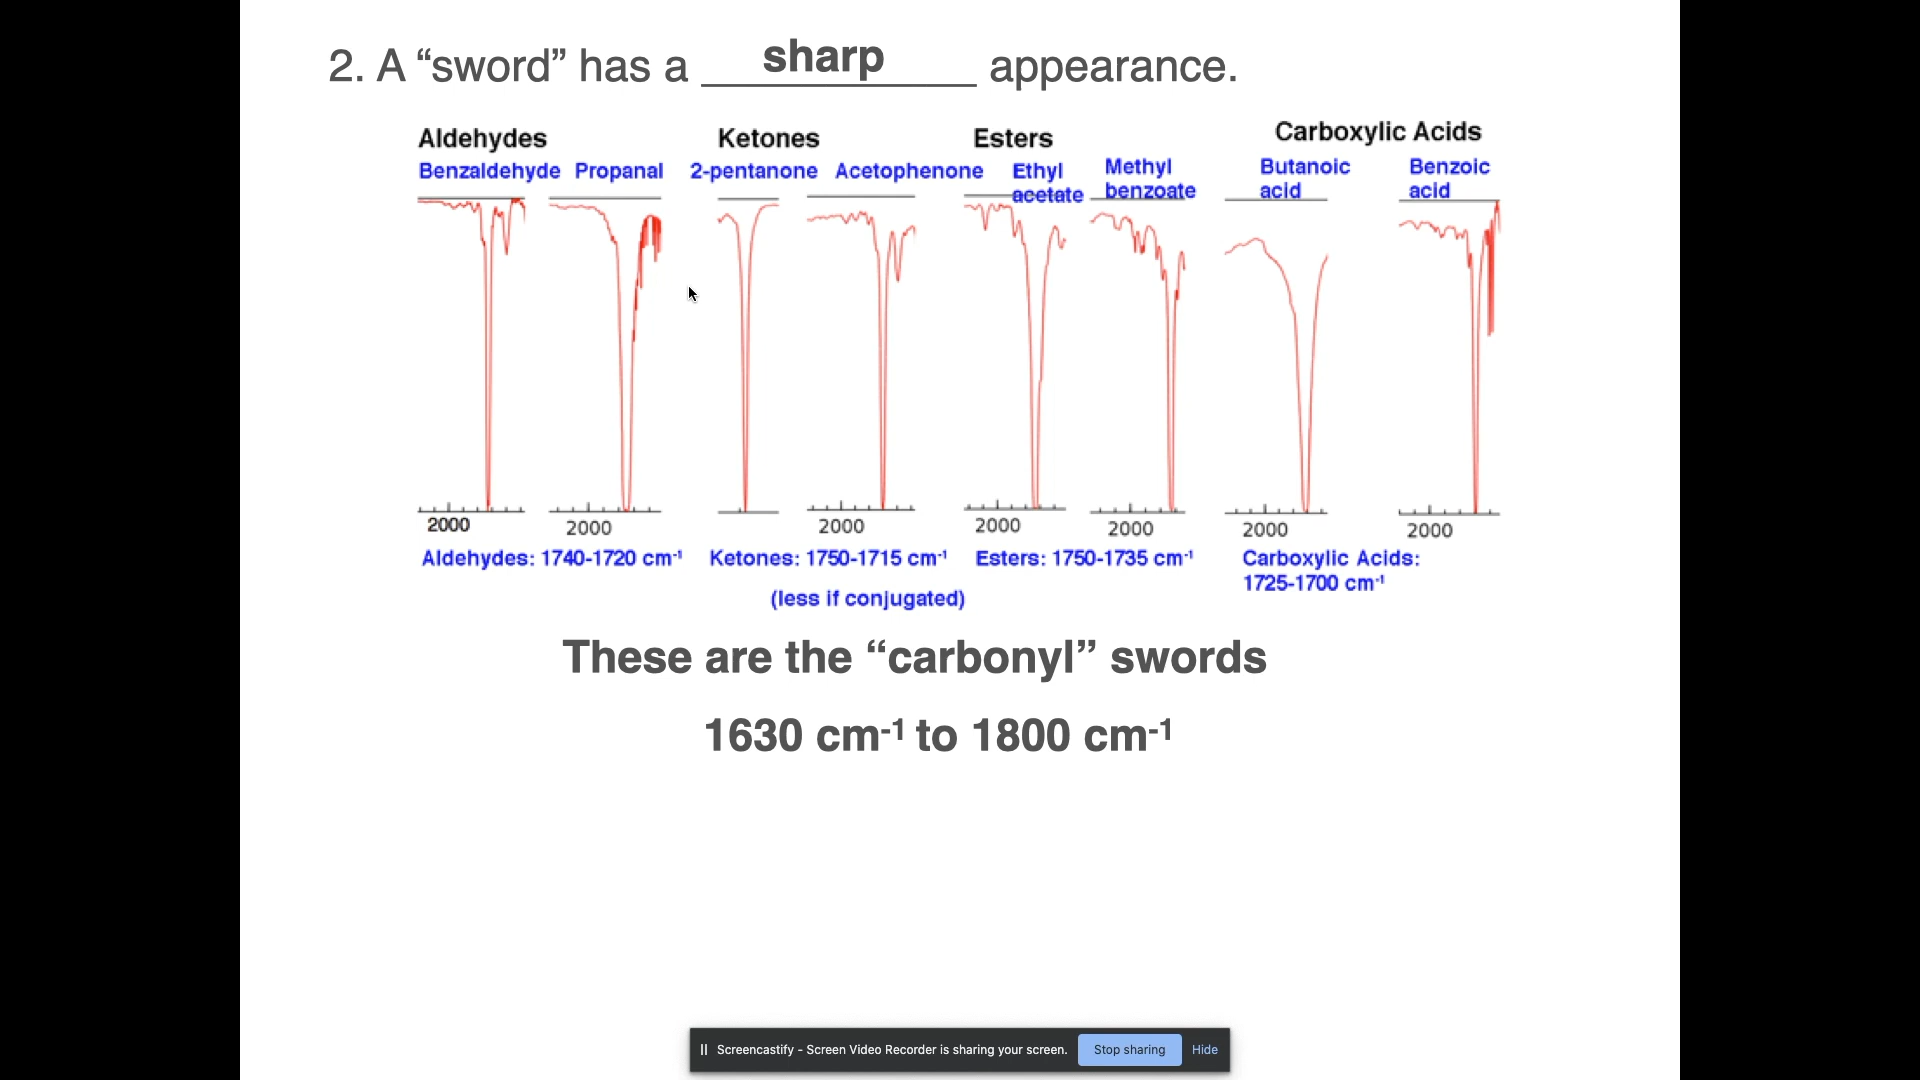 2. A “sword” has a sharp appearance.
Aldehydes Ketones Esters Carboxylic Acids
Benzaldehyde Propanal 2-pentanone Acetophenone Ethyl acetate Methyl benzoate Butanoic acid Benzoic acid
2000 2000 2000 2000 2000 2000 2000
Aldehydes: 1740-1720 cm⁻¹ Ketones: 1750-1715 cm⁻¹ Esters: 1750-1735 cm⁻¹ Carboxylic Acids:
1725-1700 cm⁻¹
(less if conjugated)
These are the “carbonyl” swords
1630 cm⁻¹ to 1800 cm⁻¹
Screencastify - Screen Video Recorder is sharing your screen. Stop sharing Hide